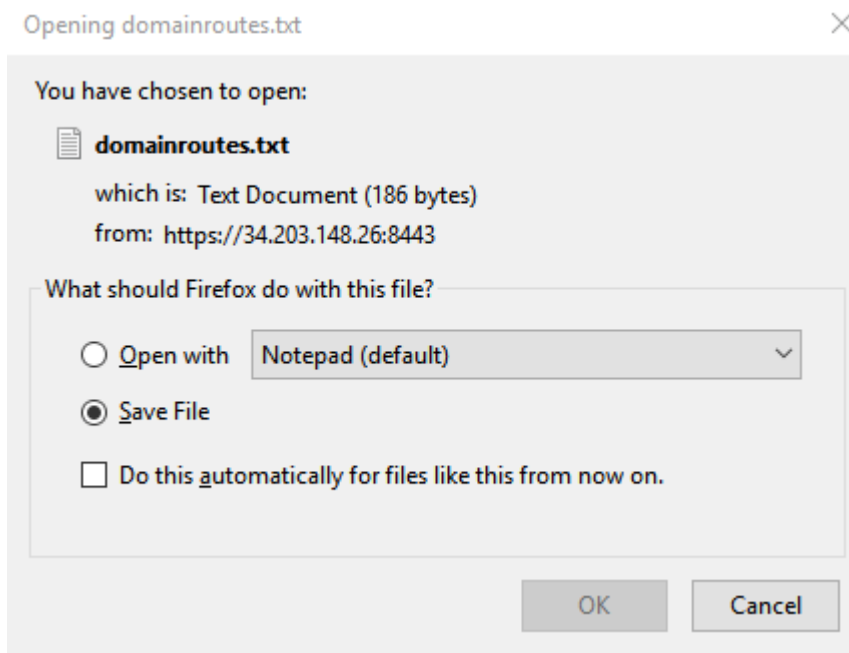 Opening domainroutes.txt
You have chosen to open:
domainroutes.txt
which is: Text Document (186 bytes)
from: https://34.203.148.26:8443
What should Firefox do with this file?
Open with Notepad (default)
Save File
Do this automatically for files like this from now on.
OK Cancel